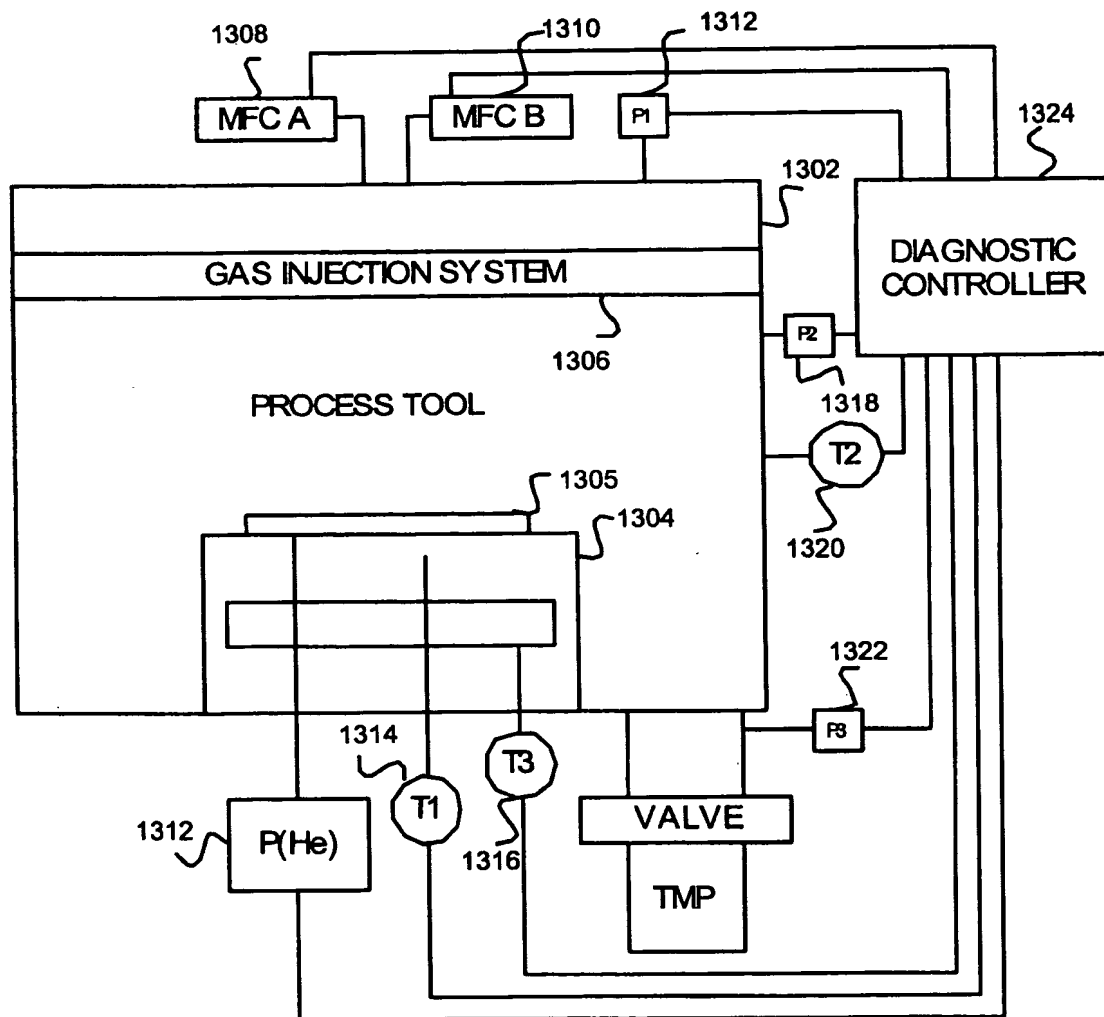 1308
1310
1312
MFC A
MFC B
P1
1324
1302
GAS INJECTION SYSTEM
DIAGNOSTIC
CONTROLLER
1306
P2
1318
PROCESS TOOL
T2
1320
1305
1304
1322
P3
1314
T3
T1
1316
VALVE
1312
P(He)
TMP